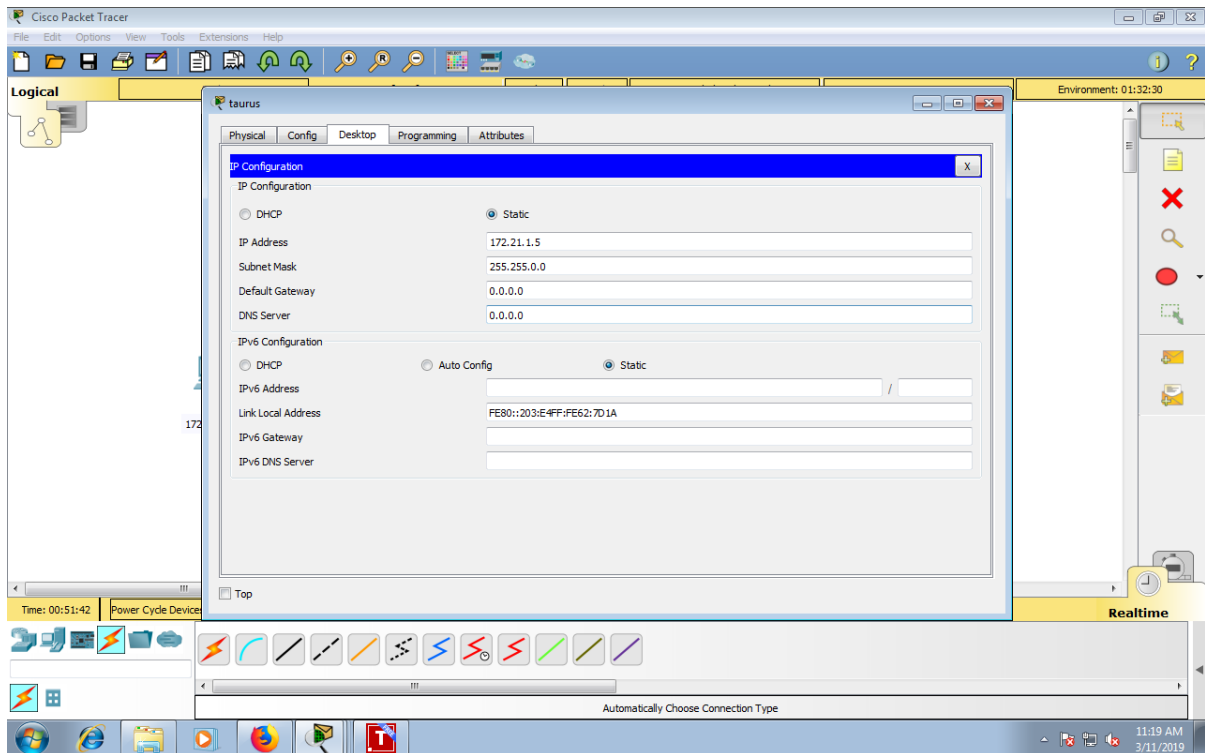 Cisco Packet Tracer
File Edit Options View Tools Extensions Help
Logical
Environment: 01:32:30
taurus
Physical Config Desktop Programming Attributes
IP Configuration X
IP Configuration
DHCP Static
IP Address 172.21.1.5
Subnet Mask 255.255.0.0
Default Gateway 0.0.0.0
DNS Server 0.0.0.0
IPv6 Configuration
DHCP Auto Config Static
IPv6 Address /
Link Local Address FE80::203:E4FF:FE62:7D1A
IPv6 Gateway
IPv6 DNS Server
172
Top
Time: 00:51:42 Power Cycle Devices
Realtime
Automatically Choose Connection Type
11:19 AM
3/11/2019